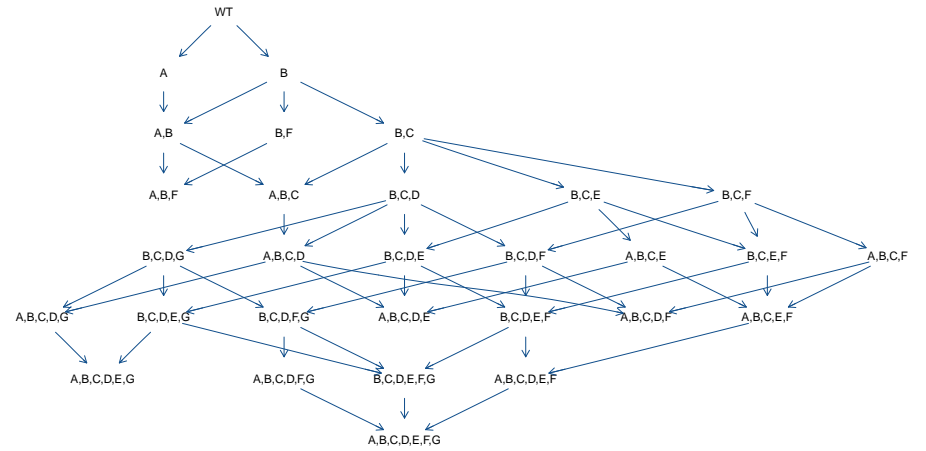 WT
A B
A,B B,F B,C
A,B,F A,B,C B,C,D B,C,E B,C,F
B,C,D,G A,B,C,D B,C,D,E B,C,D,F A,B,C,E B,C,E,F A,B,C,F
A,B,C,D,G B,C,D,E,G B,C,D,F,G A,B,C,D,E B,C,D,E,F A,B,C,D,F A,B,C,E,F
A,B,C,D,E,G A,B,C,D,F,G B,C,D,E,F,G A,B,C,D,E,F
A,B,C,D,E,F,G